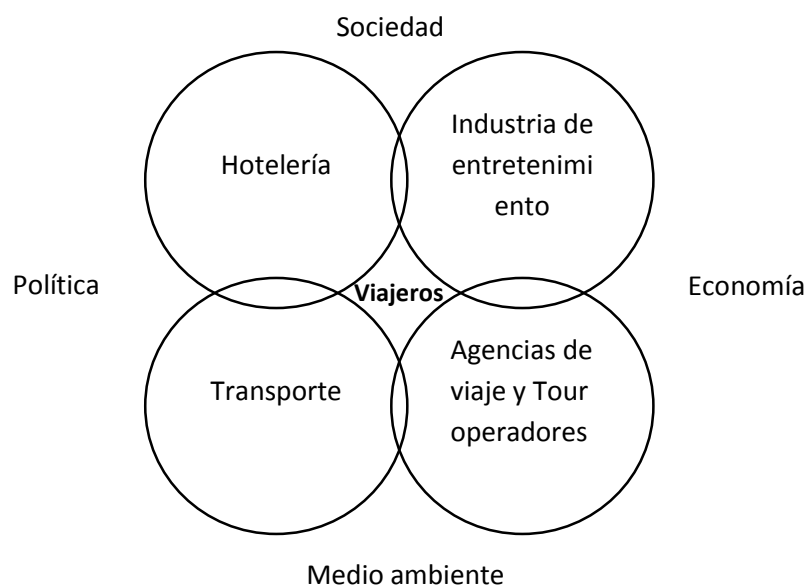 Sociedad
Hotelería
Industria de
entretenimi
ento
Política
Viajeros
Economía
Transporte
Agencias de
viaje y Tour
operadores
Medio ambiente